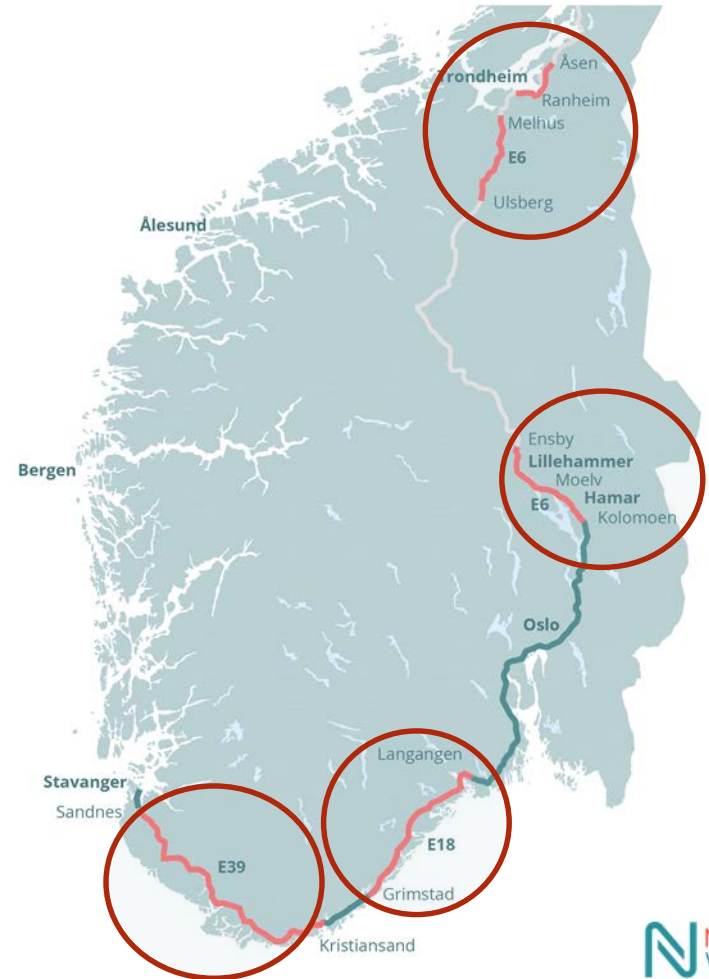 Åsen
Trondheim
Ranheim
Melhus
E6
Ulsberg
Ålesund
Ensby
Lillehammer
Moelv
Bergen
Hamar
E6
Kolomoen
Oslo
Langangen
Stavanger
Sandnes
E18
E39
Grimstad
Kristiansand
N